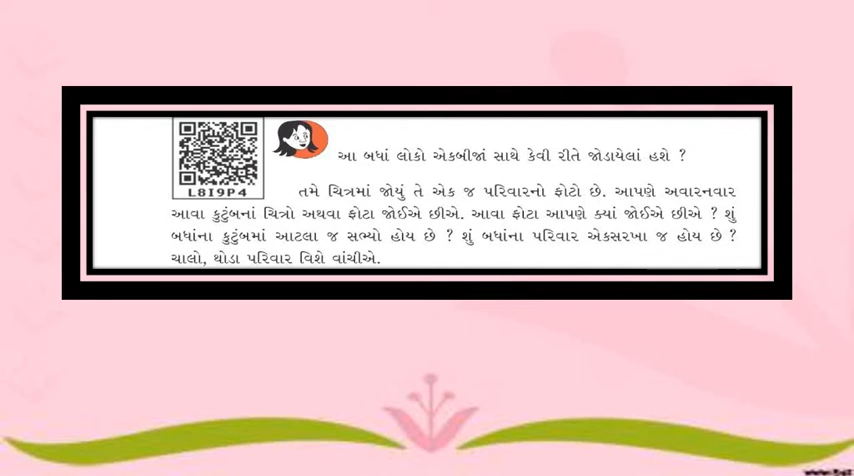 આ બધાં લોકો એકબીજાં સાથે કેવી રીતે જોડાયેલાં હશે ?
L8I9P4
તમે ચિત્રમાં જોયું તે એક જ પરિવારનો ફોટો છે. આપણે અવારનવાર
આવા કુટુંબનાં ચિત્રો અથવા ફોટા જોઈએ છીએ. આવા ફોટા આપણે ક્યાં જોઈએ છીએ ? શું
બધાંના કુટુંબમાં આટલા જ સભ્યો હોય છે ? શું બધાંના પરિવાર એકસરખા જ હોય છે ?
ચાલો, થોડા પરિવાર વિશે વાંચીએ.